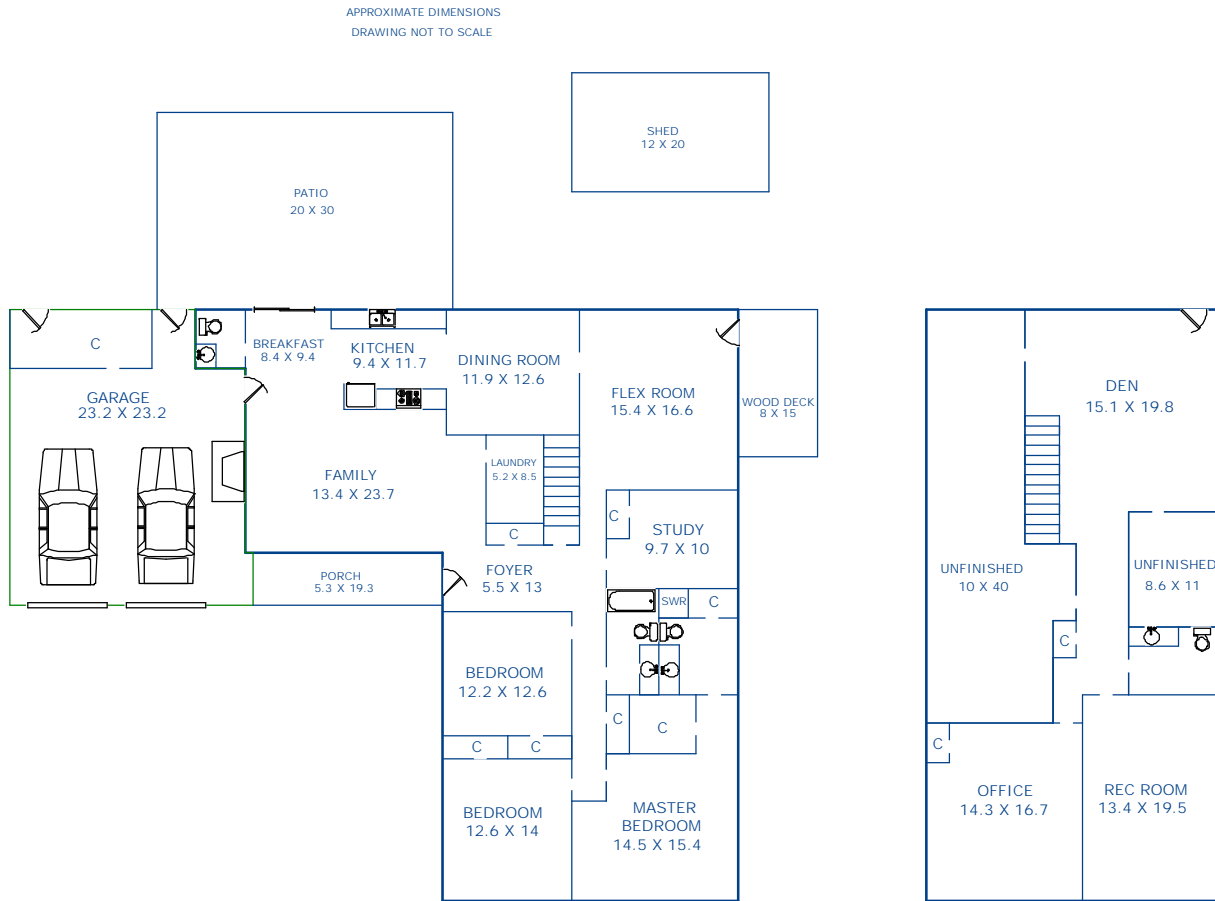 APPROXIMATE DIMENSIONS
DRAWING NOT TO SCALE
SHED
12 X 20
PATIO
20 X 30
C
BREAKFAST
8.4 X 9.4
KITCHEN
9.4 X 11.7
DINING ROOM
11.9 X 12.6
FLEX ROOM
15.4 X 16.6
WOOD DECK
8 X 15
GARAGE
23.2 X 23.2
FAMILY
13.4 X 23.7
LAUNDRY
5.2 X 8.5
C
C
STUDY
9.7 X 10
FOYER
5.5 X 13
PORCH
5.3 X 19.3
SWR
C
BEDROOM
12.2 X 12.6
C
C
C
C
BEDROOM
12.6 X 14
MASTER
BEDROOM
14.5 X 15.4
DEN
15.1 X 19.8
UNFINISHED
10 X 40
UNFINISHED
8.6 X 11
C
C
OFFICE
14.3 X 16.7
REC ROOM
13.4 X 19.5